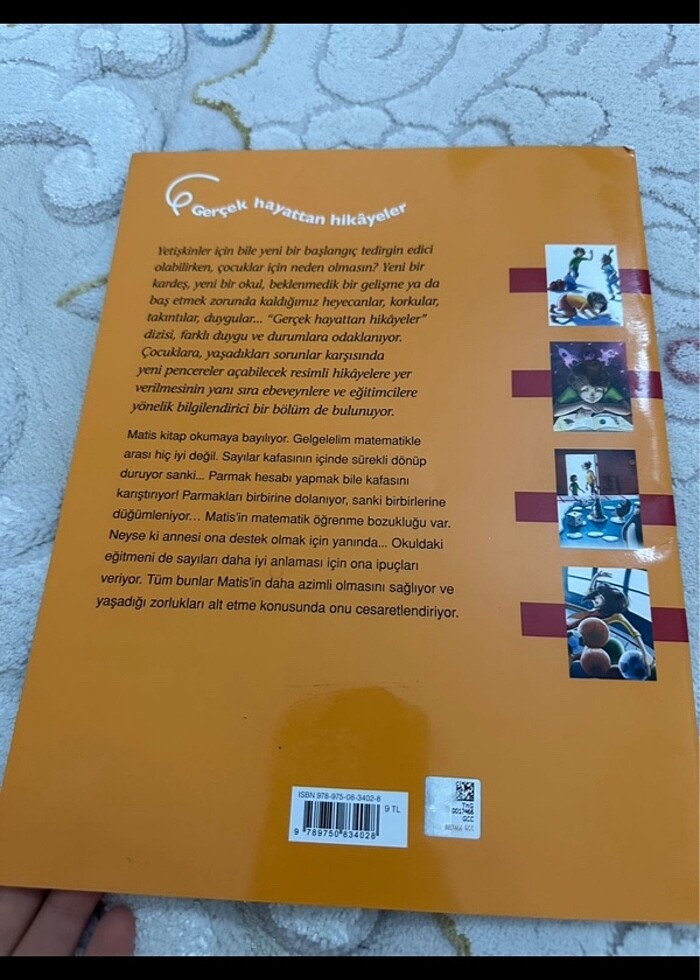 Gerçek hayattan hikâyeler
Yetişkinler için bile yeni bir başlangıç tedirgin edici
olabilirken, çocuklar için neden olmasın? Yeni bir
kardeş, yeni bir okul, beklenmedik bir gelişme ya da
baş etmek zorunda kaldığımız heyecanlar, korkular,
takıntılar, duygular... "Gerçek hayattan hikâyeler"
dizisi, farklı duygu ve durumlara odaklanıyor.
Çocuklara, yaşadıkları sorunlar karşısında
yeni pencereler açabilecek resimli hikâyelere yer
verilmesinin yanı sıra ebeveynlere ve eğitimcilere
yönelik bilgilendirici bir bölüm de bulunuyor.
Matis kitap okumaya bayılıyor. Gelgelelim matematikle
arası hiç iyi değil. Sayılar kafasının içinde sürekli dönüp
duruyor sanki... Parmak hesabı yapmak bile kafasını
karıştırıyor! Parmakları birbirine dolanıyor, sanki birbirlerine
düğümleniyor... Matis'in matematik öğrenme bozukluğu var.
Neyse ki annesi ona destek olmak için yanında... Okuldaki
eğitmeni de sayıları daha iyi anlaması için ona ipuçları
veriyor. Tüm bunlar Matis'in daha azimli olmasını sağlıyor ve
yaşadığı zorlukları alt etme konusunda onu cesaretlendiriyor.
ISBN 978-975-08-3402-8
9 TL
9 789750 834028
0017466
GCC
0017466 GCC